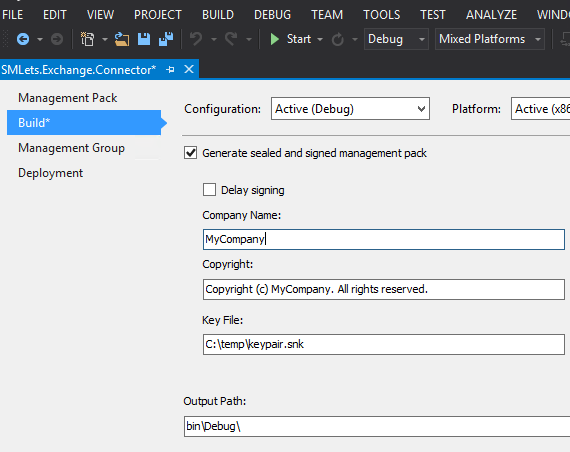 FILE EDIT VIEW PROJECT BUILD DEBUG TEAM TOOLS TEST ANALYZE
Start Debug Mixed Platforms
SMLets.Exchange.Connector*
Management Pack
Build*
Management Group
Deployment
Configuration: Active (Debug) Platform: Active (x86
Generate sealed and signed management pack
Delay signing
Company Name:
MyCompany
Copyright:
Copyright (c) MyCompany. All rights reserved.
Key File:
C:\temp\keypair.snk
Output Path:
bin\Debug\